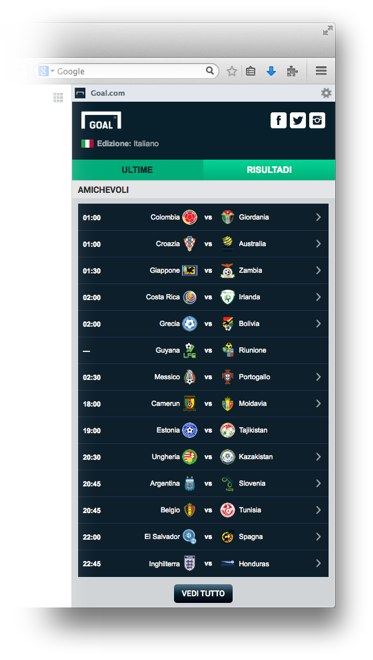 Google
Goal.com
GOAL
Edizione: Italiano
ULTIME RISULTADI
AMICHEVOLI
01:00 Colombia vs Giordania
01:00 Croazia vs Australia
01:30 Giappone vs Zambia
02:00 Costa Rica vs Irlanda
02:00 Grecia vs Bolivia
— Guyana vs Riunione
02:30 Messico vs Portogallo
18:00 Camerun vs Moldavia
19:00 Estonia vs Tajikistan
20:30 Ungheria vs Kazakistan
20:45 Argentina vs Slovenia
20:45 Belgio vs Tunisia
22:00 El Salvador vs Spagna
22:45 Inghilterra vs Honduras
VEDI TUTTO